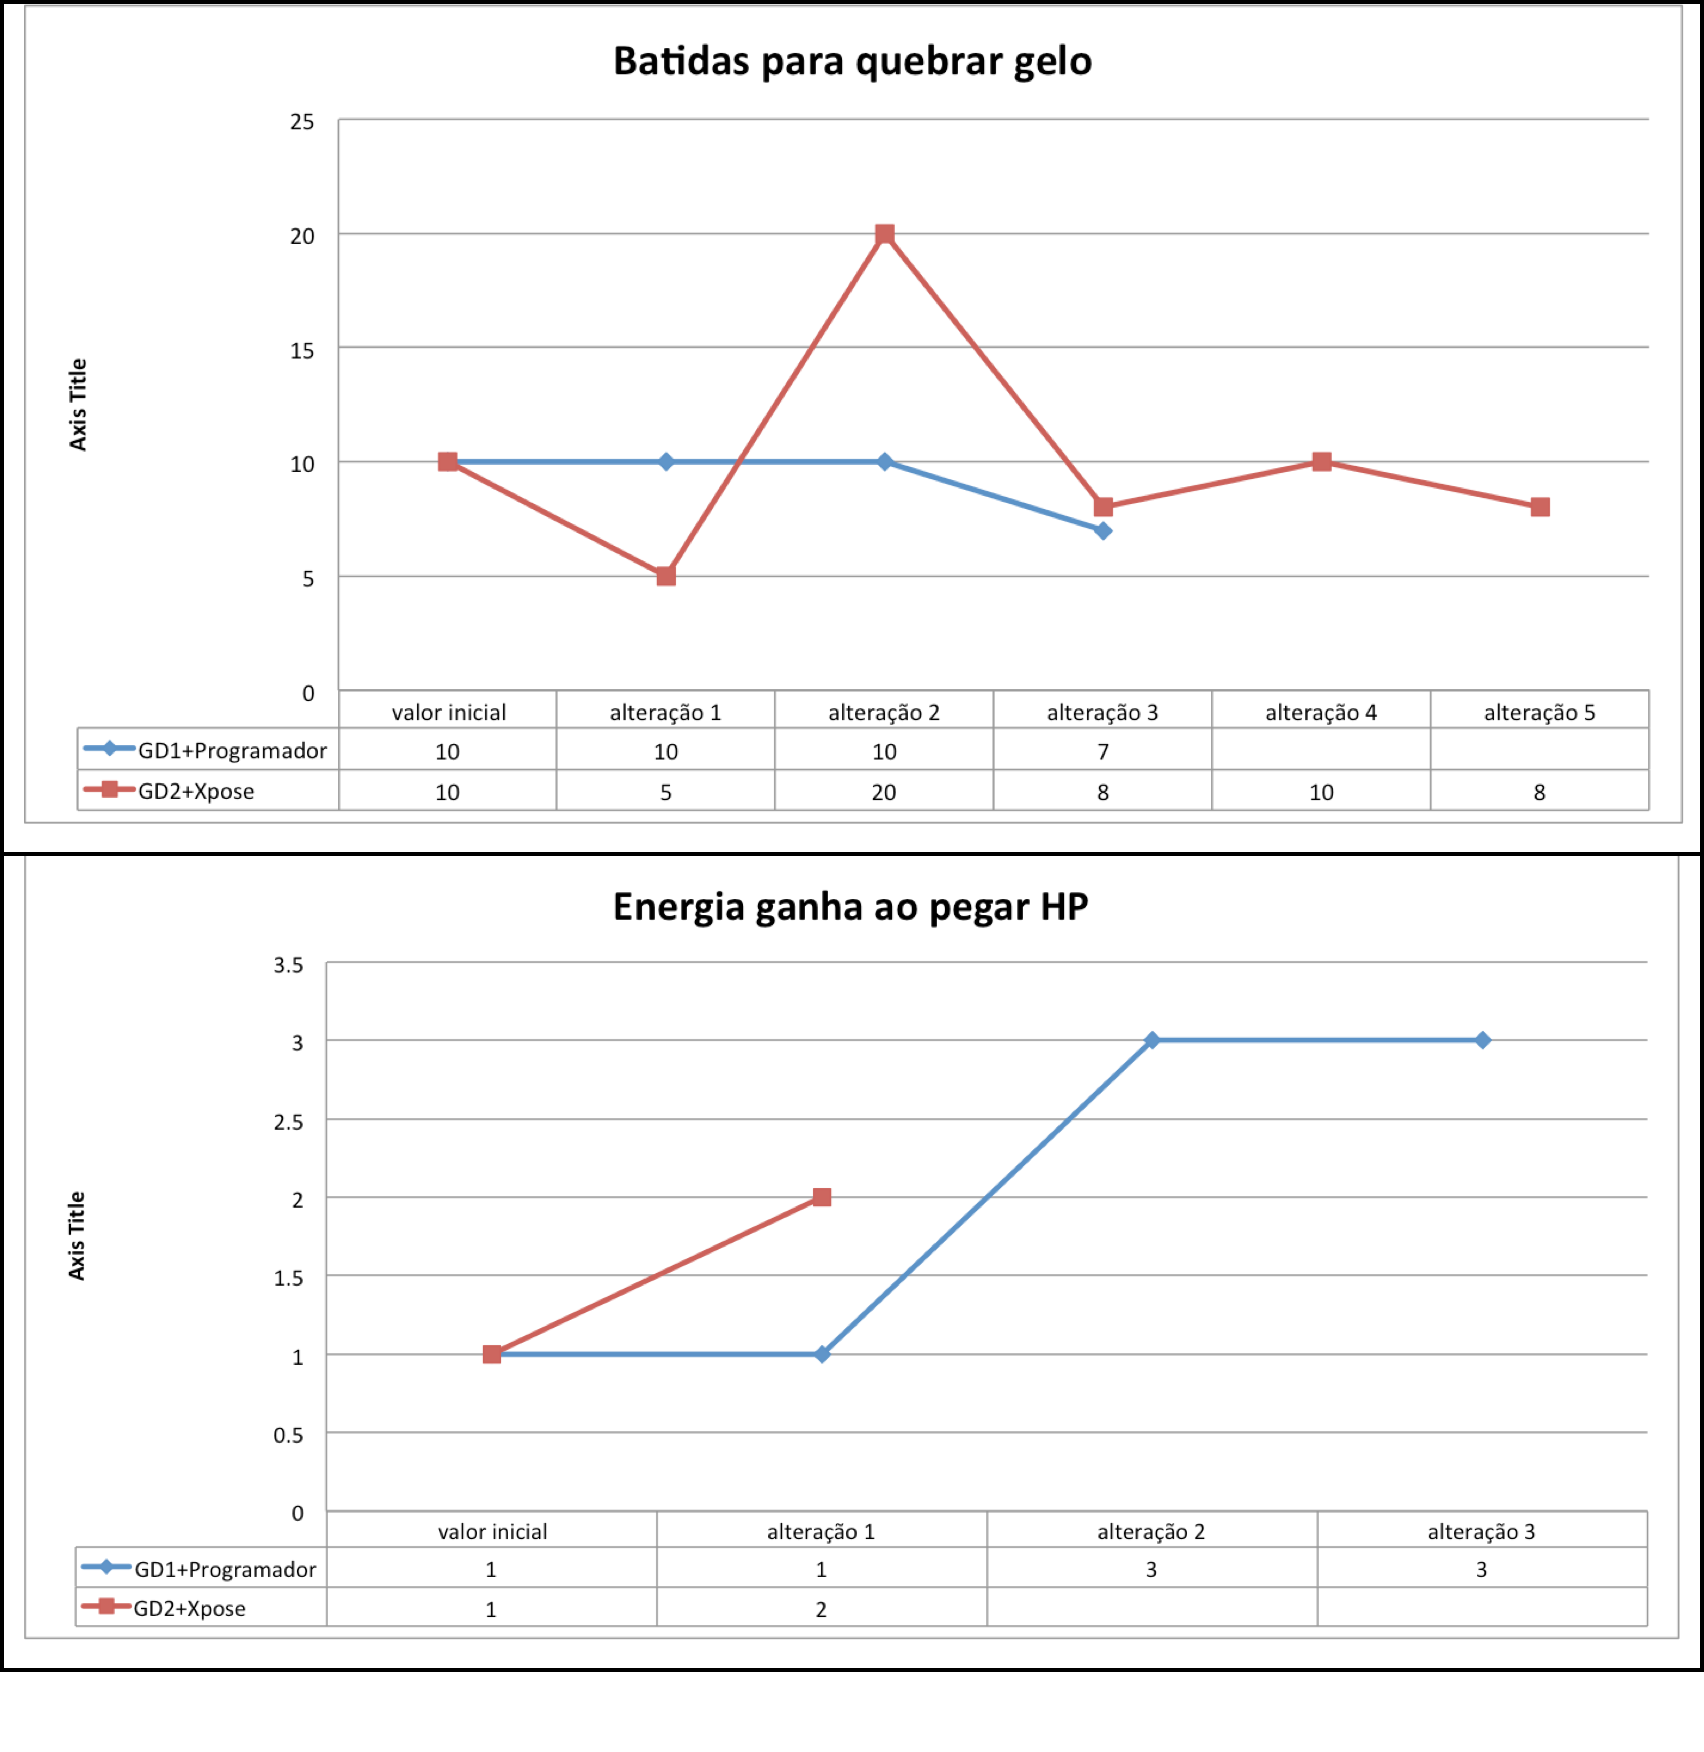 Batidas para quebrar gelo
25
20
15
10
5
0
Axis Title
valor inicial alteração 1 alteração 2 alteração 3 alteração 4 alteração 5
GD1+Programador 10 10 10 7
GD2+Xpose 10 5 20 8 10 8
Energia ganha ao pegar HP
3.5
3
2.5
2
1.5
1
0.5
0
Axis Title
valor inicial alteração 1 alteração 2 alteração 3
GD1+Programador 1 1 3 3
GD2+Xpose 1 2